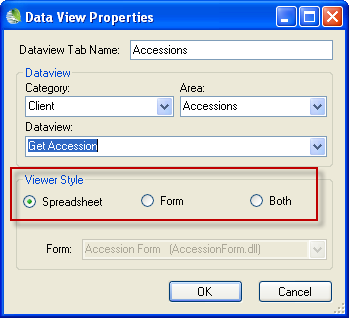 Data View Properties
Dataview Tab Name: Accessions
Dataview
Category: Area:
Client Accessions
Dataview:
Get Accession
Viewer Style
Spreadsheet Form Both
Form: Accession Form (AccessionForm.dll)
OK Cancel